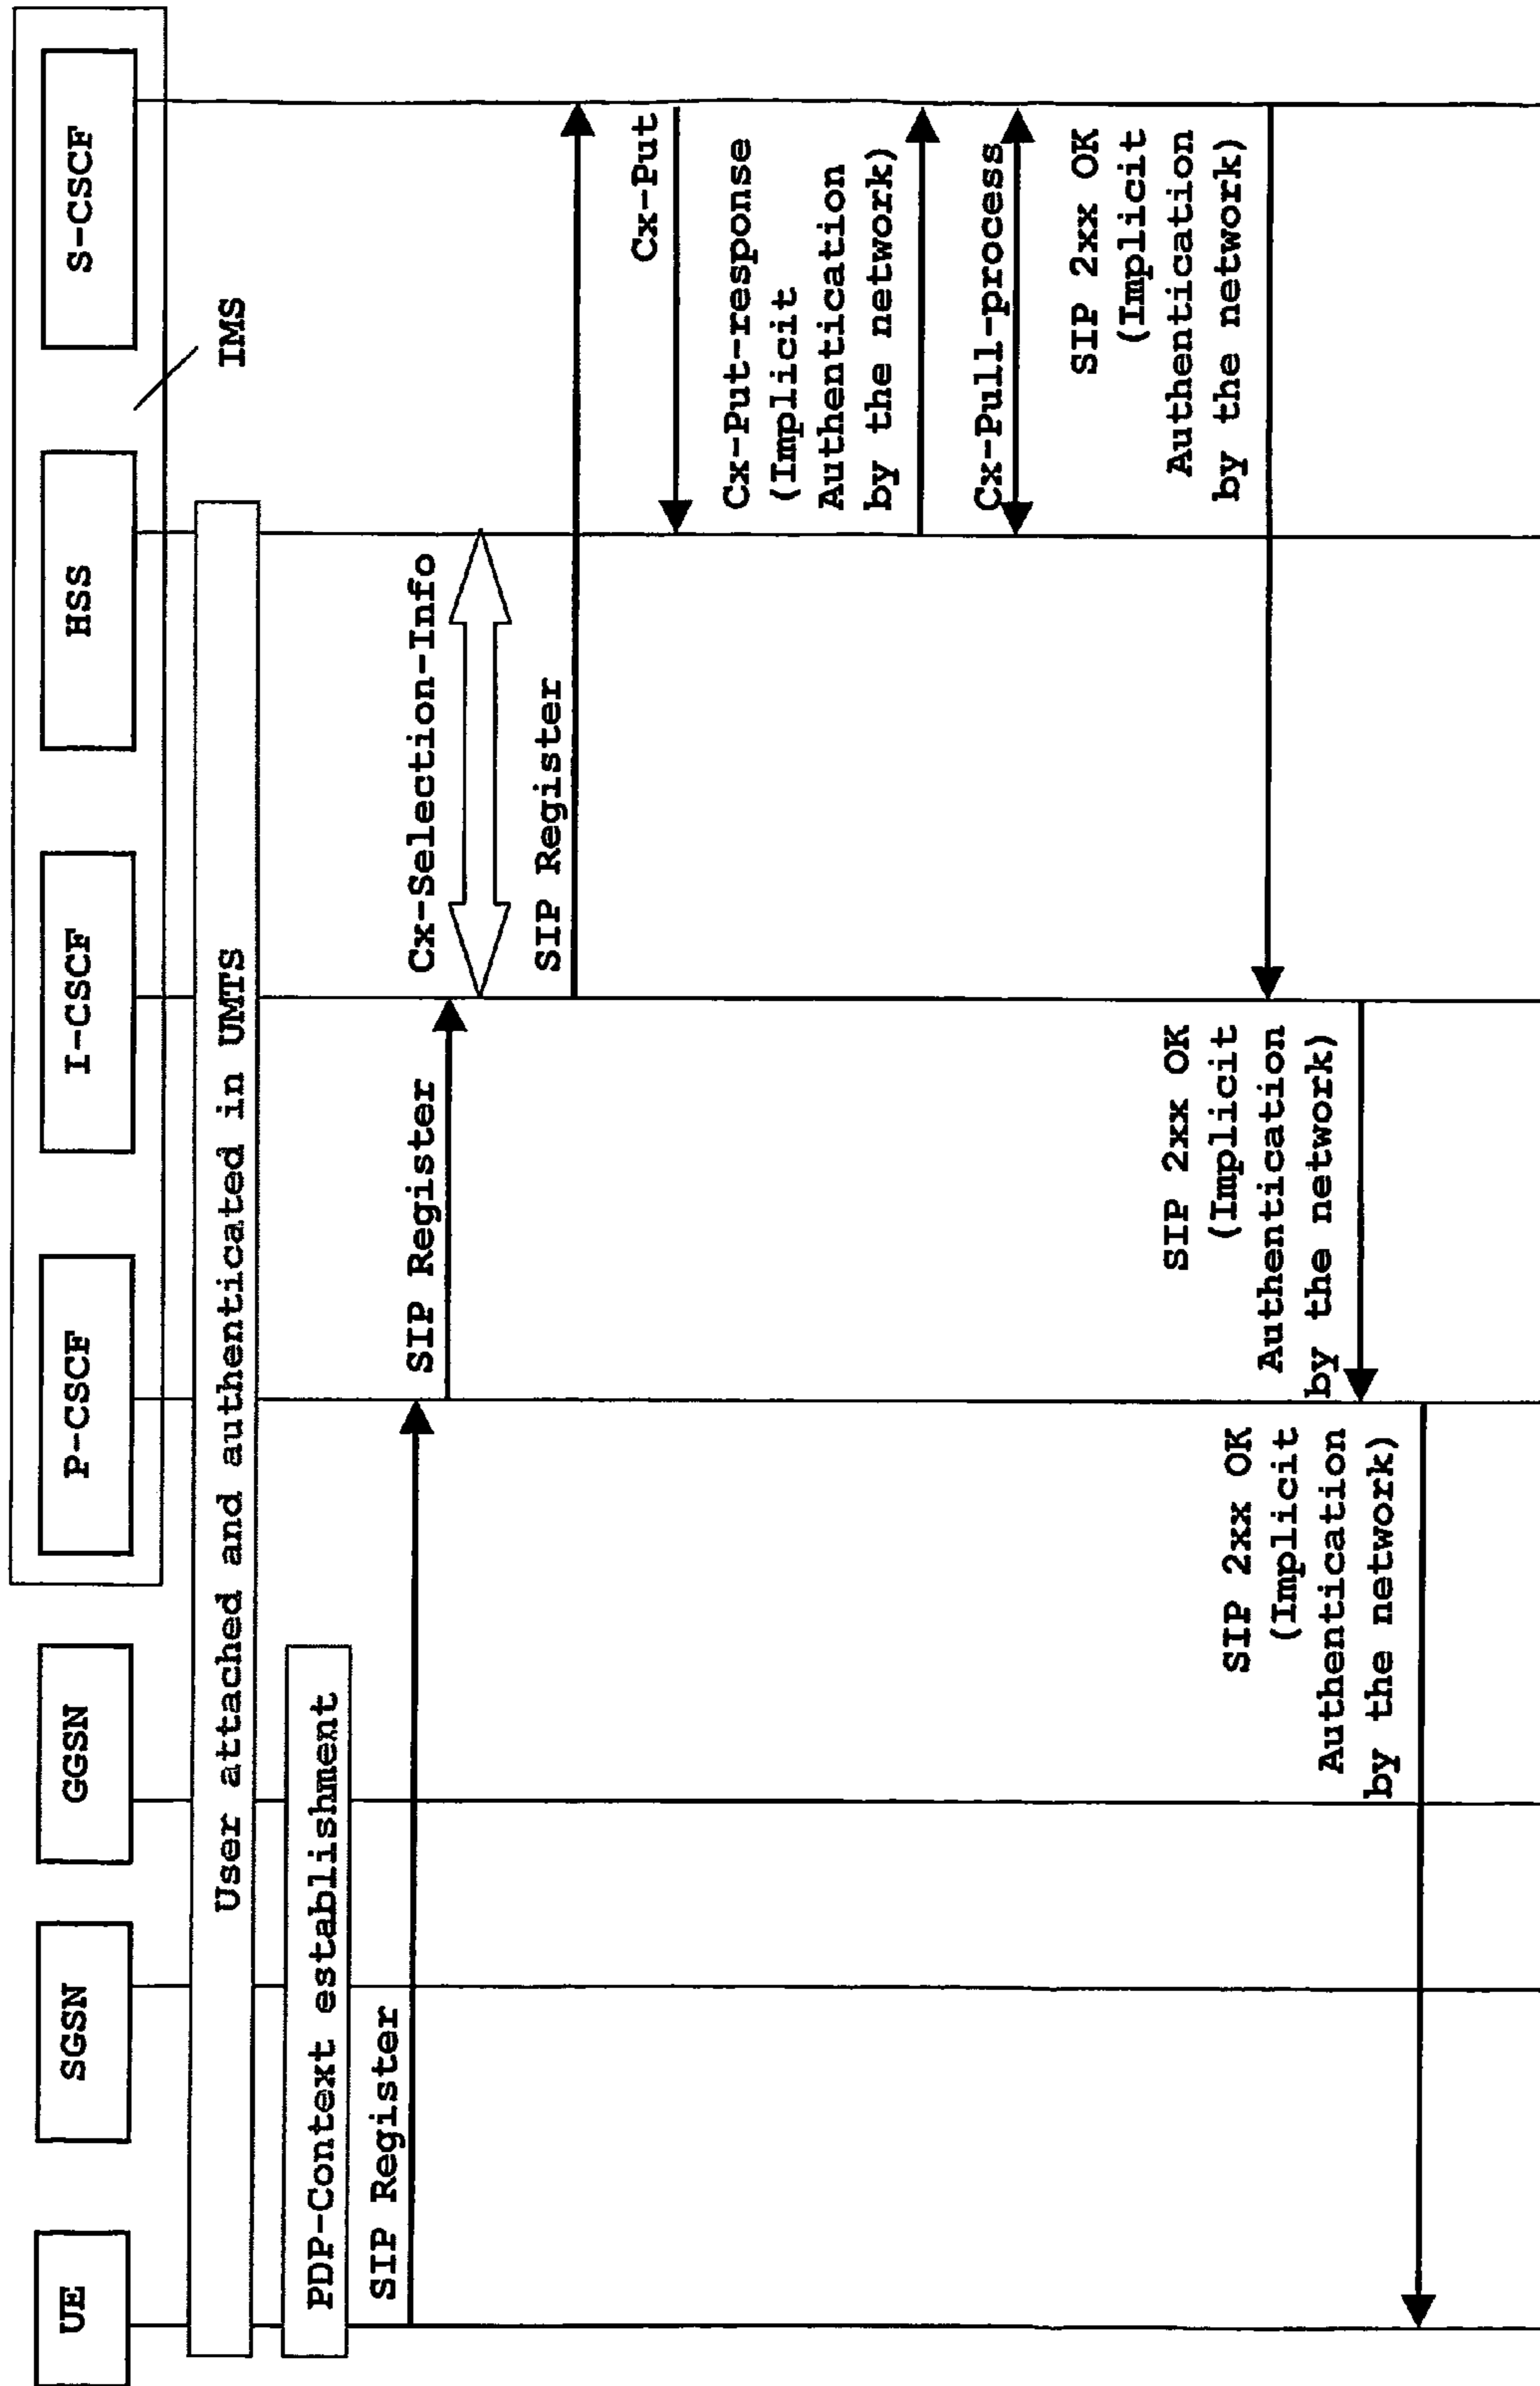 UE
SGSN
GGSN
P-CSCF
I-CSCF
HSS
S-CSCF
IMS
User attached and authenticated in UMTS
PDP-Context establishment
SIP Register
SIP Register
Cx-Selection-Info
SIP Register
Cx-Put
Cx-Put-response
(Implicit
Authentication
by the network)
Cx-Pull-process
SIP 2xx OK
(Implicit
Authentication
by the network)
SIP 2xx OK
(Implicit
Authentication
by the network)
SIP 2xx OK
(Implicit
Authentication
by the network)